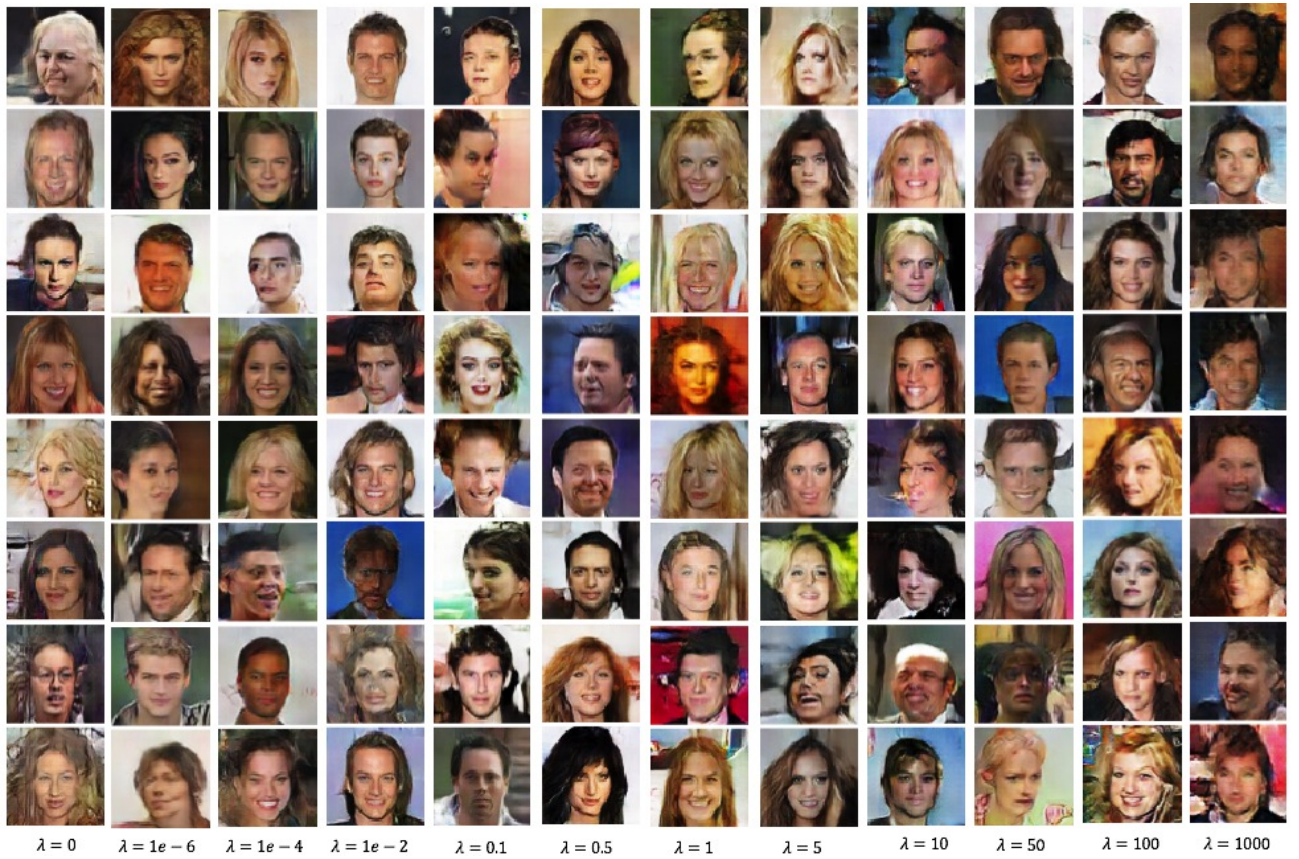 λ = 0 λ = 1e − 6 λ = 1e − 4 λ = 1e − 2 λ = 0.1 λ = 0.5 λ = 1 λ = 5 λ = 10 λ = 50 λ = 100 λ = 1000